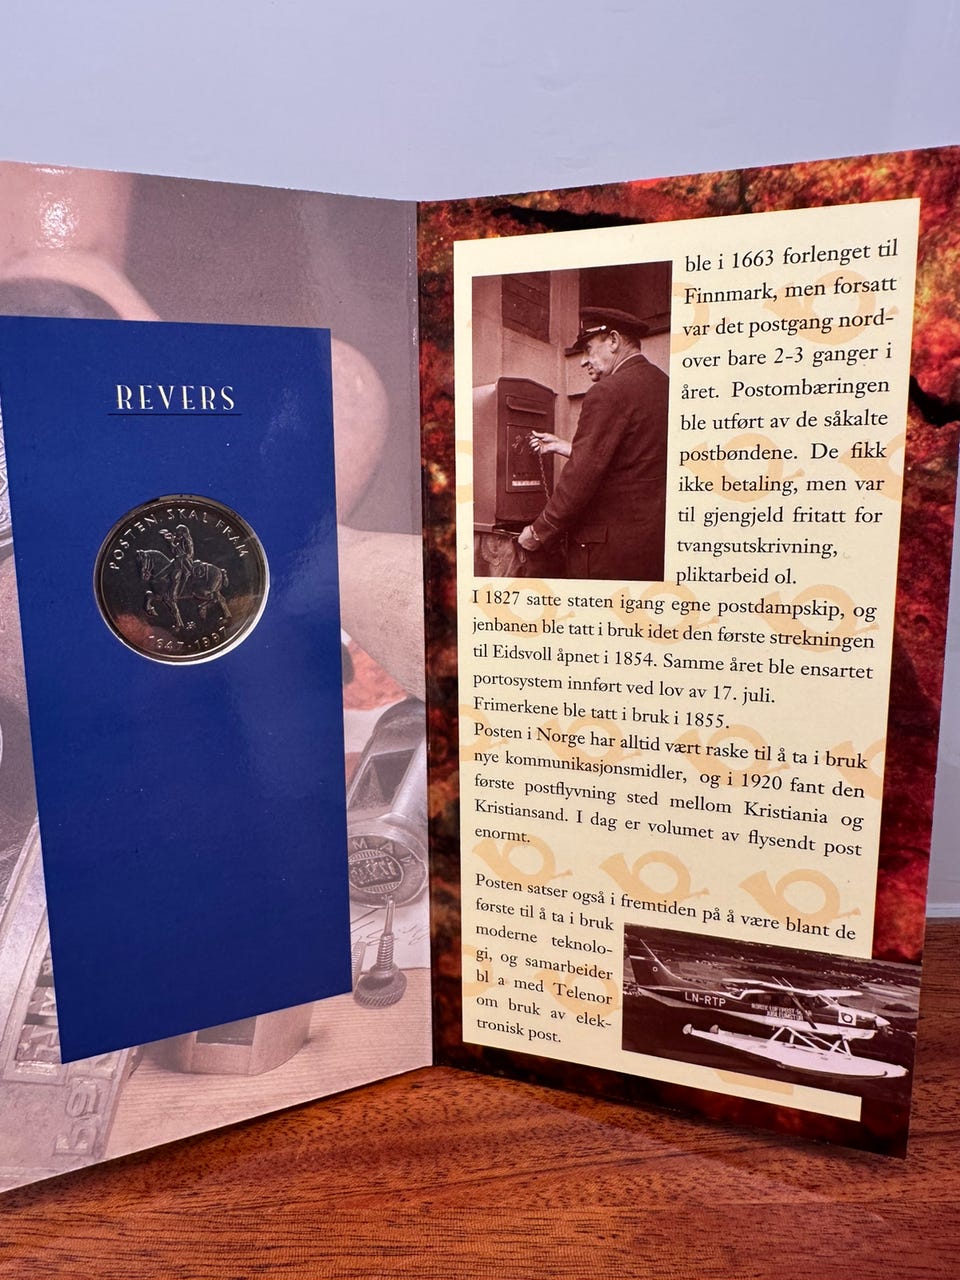 REVERS
POSTEN SKAL FRAM
1647-1997
ble i 1663 forlenget til
Finnmark, men forsatt
var det postgang nord-
over bare 2-3 ganger i
året. Postombæringen
ble utført av de såkalte
postbøndene. De fikk
ikke betaling, men var
til gjengjeld fritatt for
tvangsutskrivning,
pliktarbeid ol.
I 1827 satte staten igang egne postdampskip, og
jenbanen ble tatt i bruk idet den første strekningen
til Eidsvoll åpnet i 1854. Samme året ble ensartet
portosystem innført ved lov av 17. juli.
Frimerkene ble tatt i bruk i 1855.
Posten i Norge har alltid vært raske til å ta i bruk
nye kommunikasjonsmidler, og i 1920 fant den
første postflyvning sted mellom Kristiania og
Kristiansand. I dag er volumet av flysendt post
enormt.
Posten satser også i fremtiden på å være blant de
første til å ta i bruk
moderne teknolo-
gi, og samarbeider
bl a med Telenor
om bruk av elek-
tronisk post.
LN-RTP